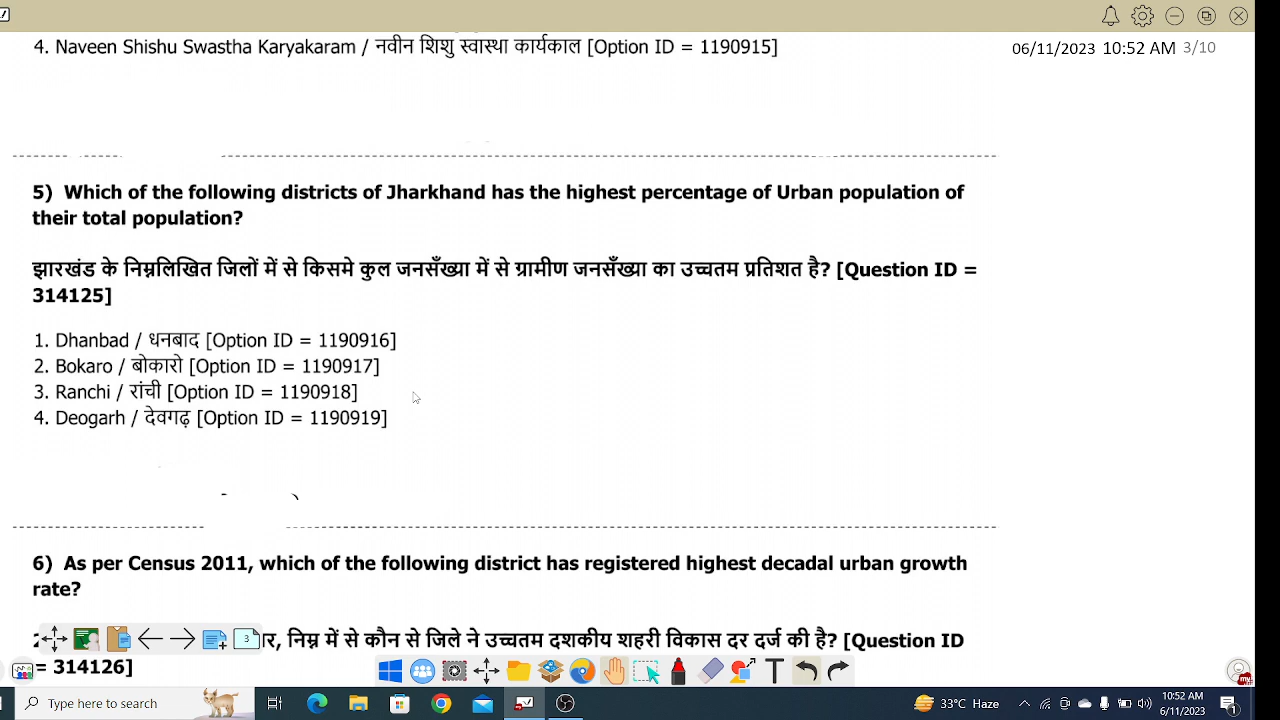 4. Naveen Shishu Swastha Karyakaram / नवीन शिशु स्वास्था कार्यकाल [Option ID = 1190915]
06/11/2023 10:52 AM 3/10
5) Which of the following districts of Jharkhand has the highest percentage of Urban population of
their total population?
झारखंड के निम्नलिखित जिलों में से किसमे कुल जनसँख्या में से ग्रामीण जनसँख्या का उच्चतम प्रतिशत है? [Question ID =
314125]
1. Dhanbad / धनबाद [Option ID = 1190916]
2. Bokaro / बोकारो [Option ID = 1190917]
3. Ranchi / रांची [Option ID = 1190918]
4. Deogarh / देवगढ़ [Option ID = 1190919]
6) As per Census 2011, which of the following district has registered highest decadal urban growth
rate?
निम्न में से कौन से जिले ने उच्चतम दशकीय शहरी विकास दर दर्ज की है? [Question ID
= 314126]
3
Type here to search
33°C Haze
10:52 AM
6/11/2023